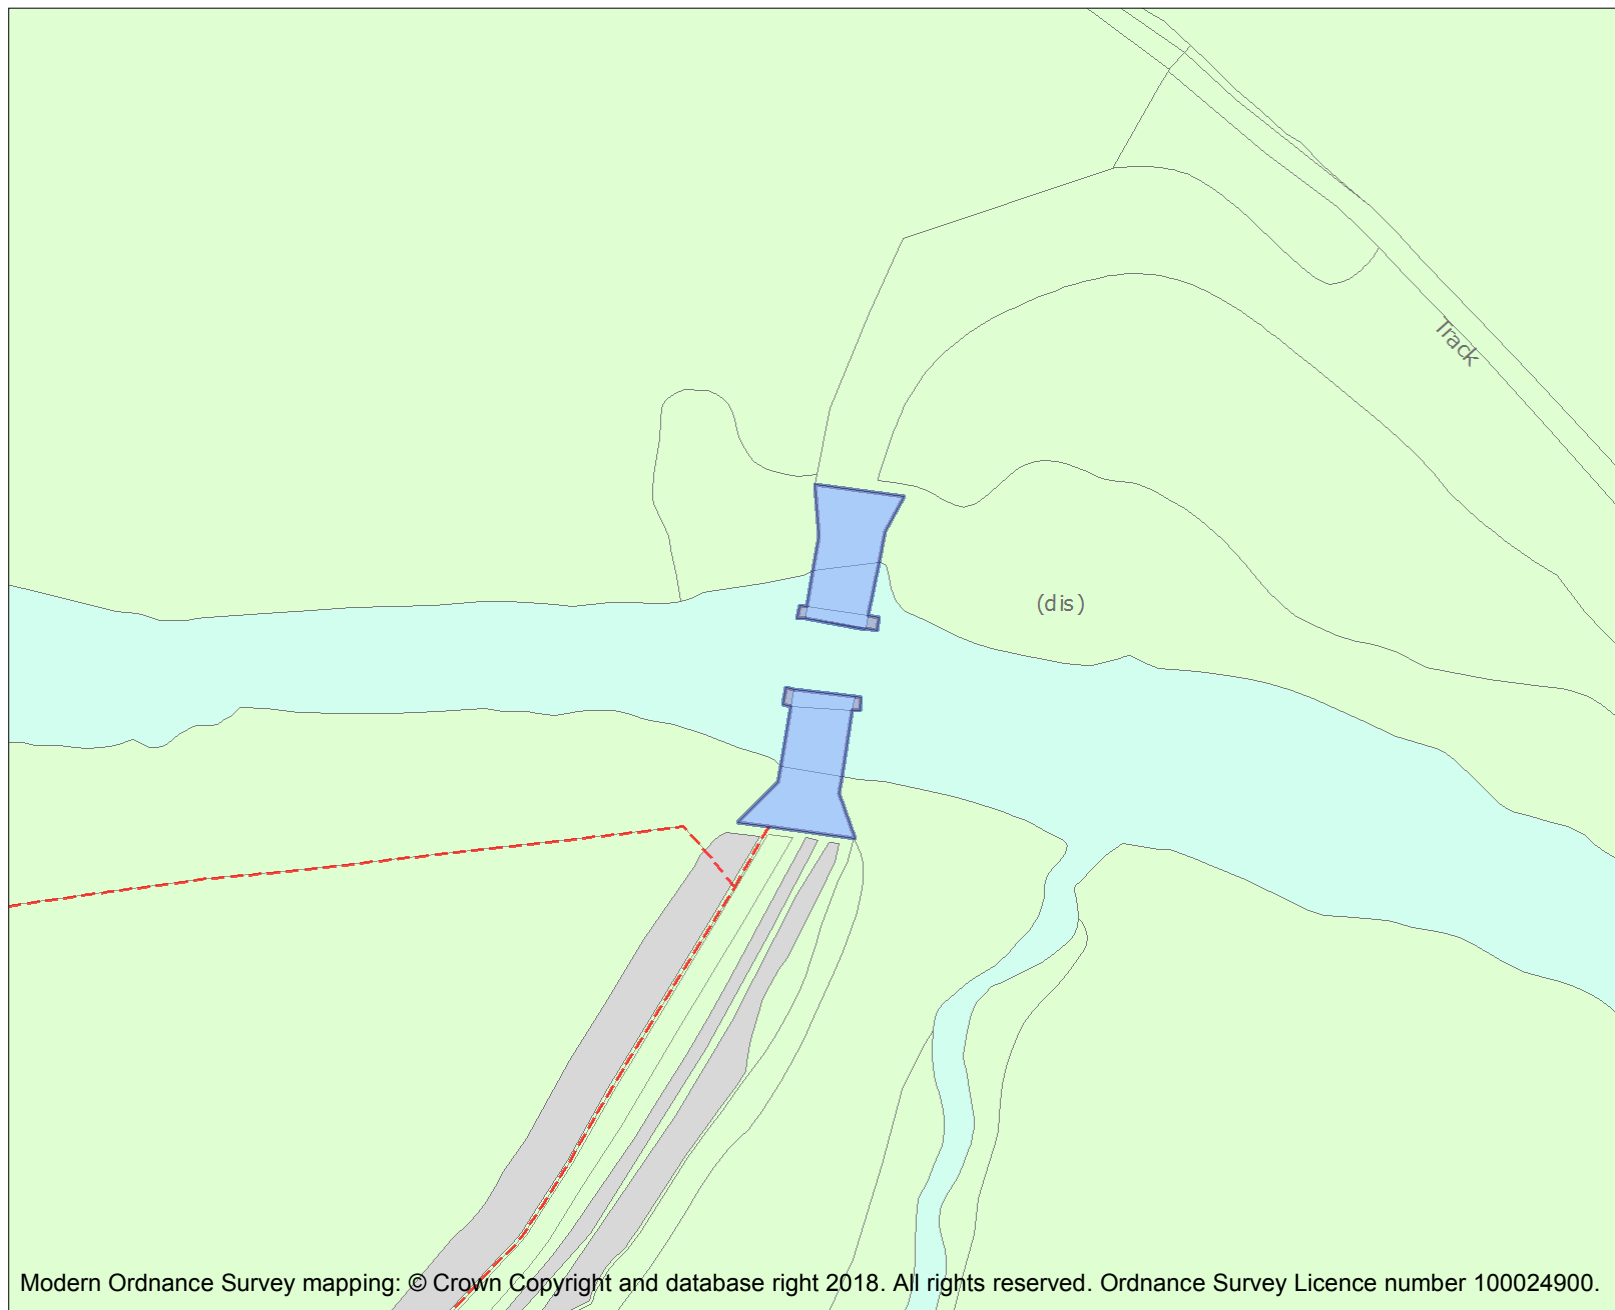 Track
(dis)
Modern Ordnance Survey mapping: © Crown Copyright and database right 2018. All rights reserved. Ordnance Survey Licence number 100024900.